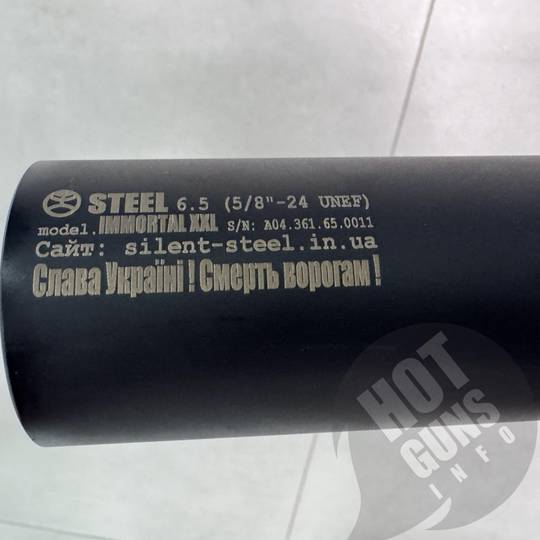 STEEL 6.5 (5/8"-24 UNEF)
model.IMMORTAL XXL S/N: A04.361.65.0011
Сайт: silent-steel.in.ua
Слава Україні ! Смерть ворогам !
HOT
GUNS
INFO